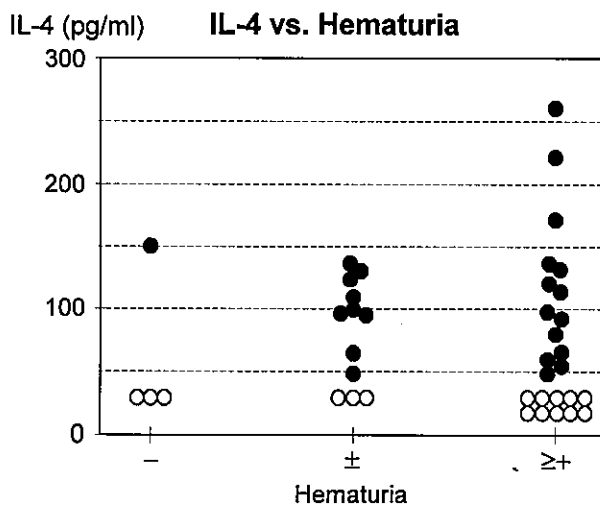 IL-4 (pg/ml) IL-4 vs. Hematuria
300
200
100
0
− ± ≥+
Hematuria